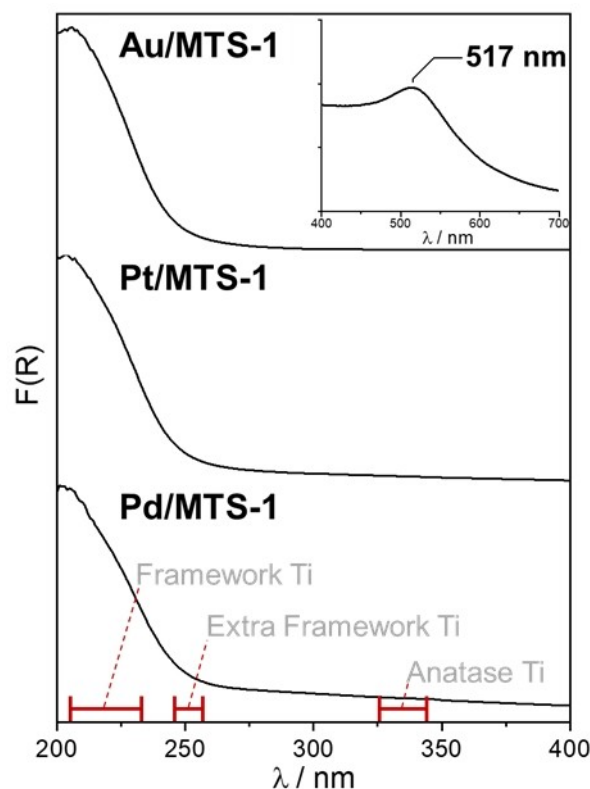 Au/MTS-1
517 nm
400 500 600 700
λ / nm
Pt/MTS-1
F(R)
Pd/MTS-1
Framework Ti
Extra Framework Ti
Anatase Ti
200 250 300 350 400
λ / nm